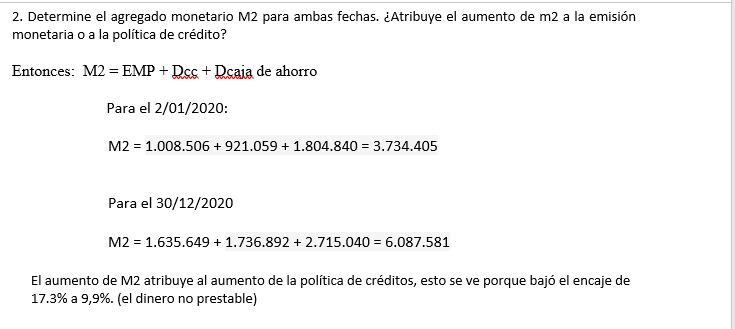 2. Determine el agregado monetario M2 para ambas fechas. ¿Atribuye el aumento de m2 a la emisión
monetaria o a la política de crédito?
Entonces: M2 = EMP + Dcc + Dcaja de ahorro
Para el 2/01/2020:
M2 = 1.008.506 + 921.059 + 1.804.840 = 3.734.405
Para el 30/12/2020
M2 = 1.635.649 + 1.736.892 + 2.715.040 = 6.087.581
El aumento de M2 atribuye al aumento de la política de créditos, esto se ve porque bajó el encaje de
17.3% a 9,9%. (el dinero no prestable)